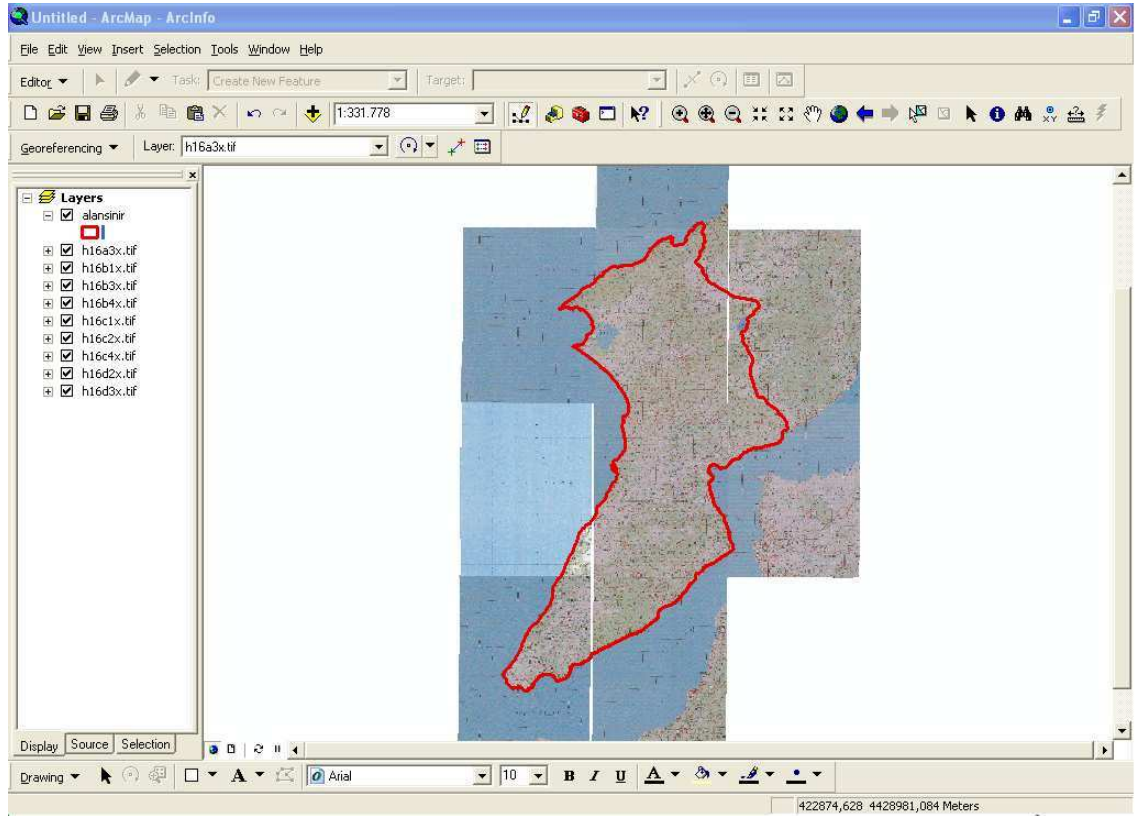 Untitled - ArcMap - ArcInfo
File Edit View Insert Selection Tools Window Help
Editor Task: Create New Feature Target:
1:331.778
Georeferencing Layer: h16a3x.tif
Layers
alansinir
h16a3x.tif
h16b1x.tif
h16b3x.tif
h16b4x.tif
h16c1x.tif
h16c2x.tif
h16c4x.tif
h16d2x.tif
h16d3x.tif
Display Source Selection
Drawing A Arial 10 B I U A
422874,628 4428981,084 Meters